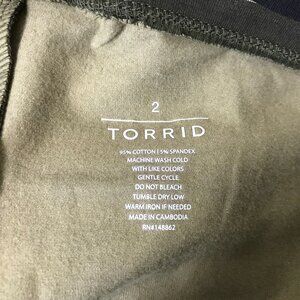 2
TORRID
95% COTTON | 5% SPANDEX
MACHINE WASH COLD
WITH LIKE COLORS
GENTLE CYCLE
DO NOT BLEACH
TUMBLE DRY LOW
WARM IRON IF NEEDED
MADE IN CAMBODIA
RN#148862